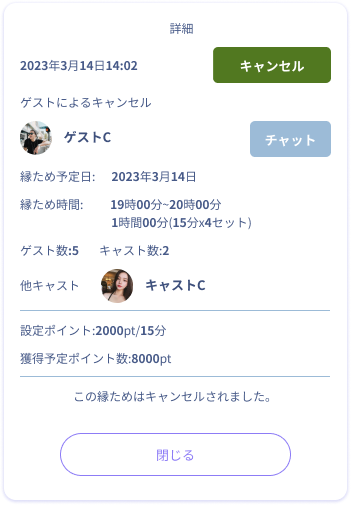 詳細
2023年3月14日14:02 キャンセル
ゲストによるキャンセル
ゲストC チャット
縁ため予定日: 2023年3月14日
縁ため時間: 19時00分~20時00分
1時間00分(15分x4セット)
ゲスト数:5 キャスト数:2
他キャスト キャストC
設定ポイント:2000pt/15分
獲得予定ポイント数:8000pt
この縁ためはキャンセルされました。
閉じる